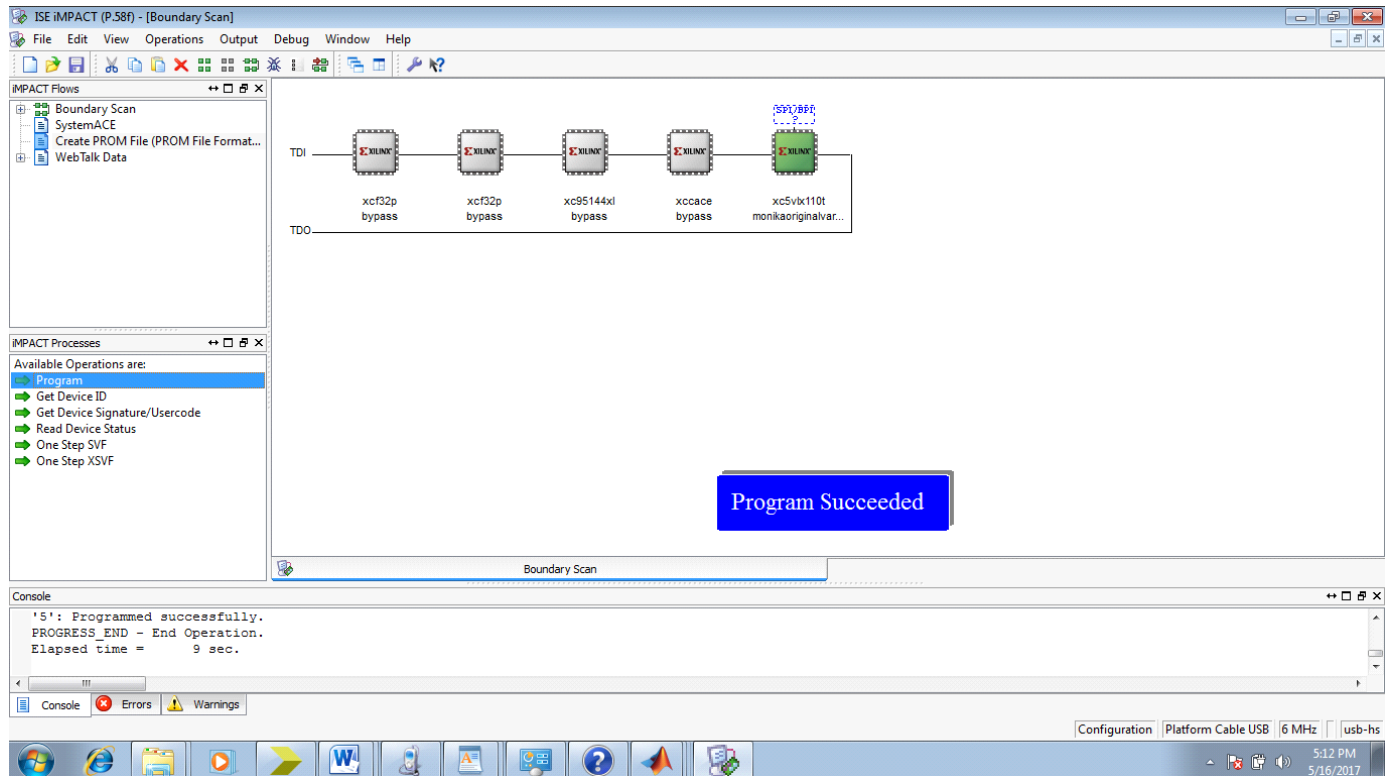 ISE iMPACT (P.58f) - [Boundary Scan]
File Edit View Operations Output Debug Window Help
iMPACT Flows
Boundary Scan
SystemACE
Create PROM File (PROM File Format...
WebTalk Data
SPI/BPI
?
TDI
XILINX XILINX XILINX XILINX XILINX
xcf32p xcf32p xc95144xl xccace xc5vlx110t
bypass bypass bypass bypass monikaoriginalvar...
TDO
iMPACT Processes
Available Operations are:
Program
Get Device ID
Get Device Signature/Usercode
Read Device Status
One Step SVF
One Step XSVF
Program Succeeded
Boundary Scan
Console
'5': Programmed successfully.
PROGRESS_END - End Operation.
Elapsed time = 9 sec.
Console Errors Warnings
Configuration Platform Cable USB 6 MHz usb-hs
5:12 PM
5/16/2017